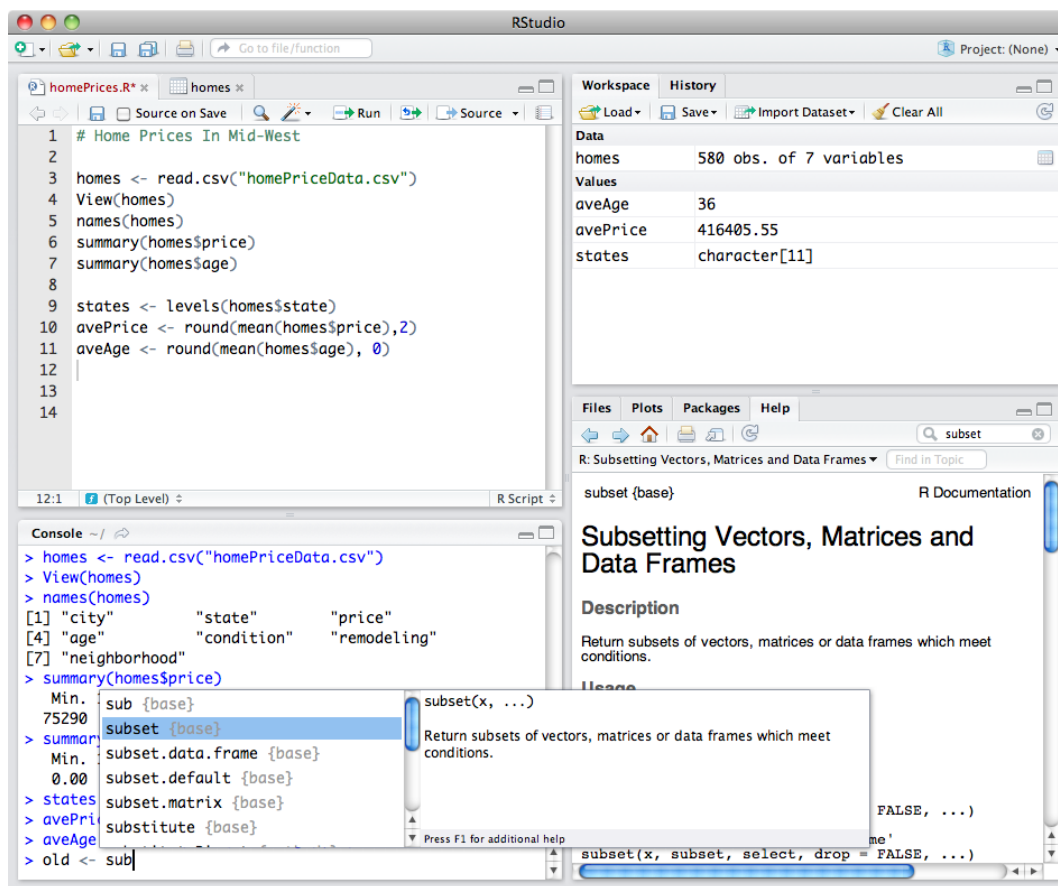 RStudio
Go to file/function
Project: (None)
homePrices.R* × homes ×
Source on Save Run Source
1 # Home Prices In Mid-West
2
3 homes <- read.csv("homePriceData.csv")
4 View(homes)
5 names(homes)
6 summary(homes$price)
7 summary(homes$age)
8
9 states <- levels(homes$state)
10 avePrice <- round(mean(homes$price),2)
11 aveAge <- round(mean(homes$age), 0)
12
13
14
12:1 (Top Level) R Script
Console ~/
> homes <- read.csv("homePriceData.csv")
> View(homes)
> names(homes)
[1] "city" "state" "price"
[4] "age" "condition" "remodeling"
[7] "neighborhood"
> summary(homes$price)
Min.
75290
> summar
Min.
0.00
> states
> avePri
> aveAge
> old <- sub
sub {base}
subset {base}
subset.data.frame {base}
subset.default {base}
subset.matrix {base}
substitute {base}
subset(x, ...)
Return subsets of vectors, matrices or data frames which meet
conditions.
Press F1 for additional help
Workspace History
Load Save Import Dataset Clear All
Data
homes 580 obs. of 7 variables
Values
aveAge 36
avePrice 416405.55
states character[11]
Files Plots Packages Help
subset
R: Subsetting Vectors, Matrices and Data Frames Find in Topic
subset {base} R Documentation
Subsetting Vectors, Matrices and
Data Frames
Description
Return subsets of vectors, matrices or data frames which meet
conditions.
Usage
FALSE, ...)
me'
subset(x, subset, select, drop = FALSE, ...)